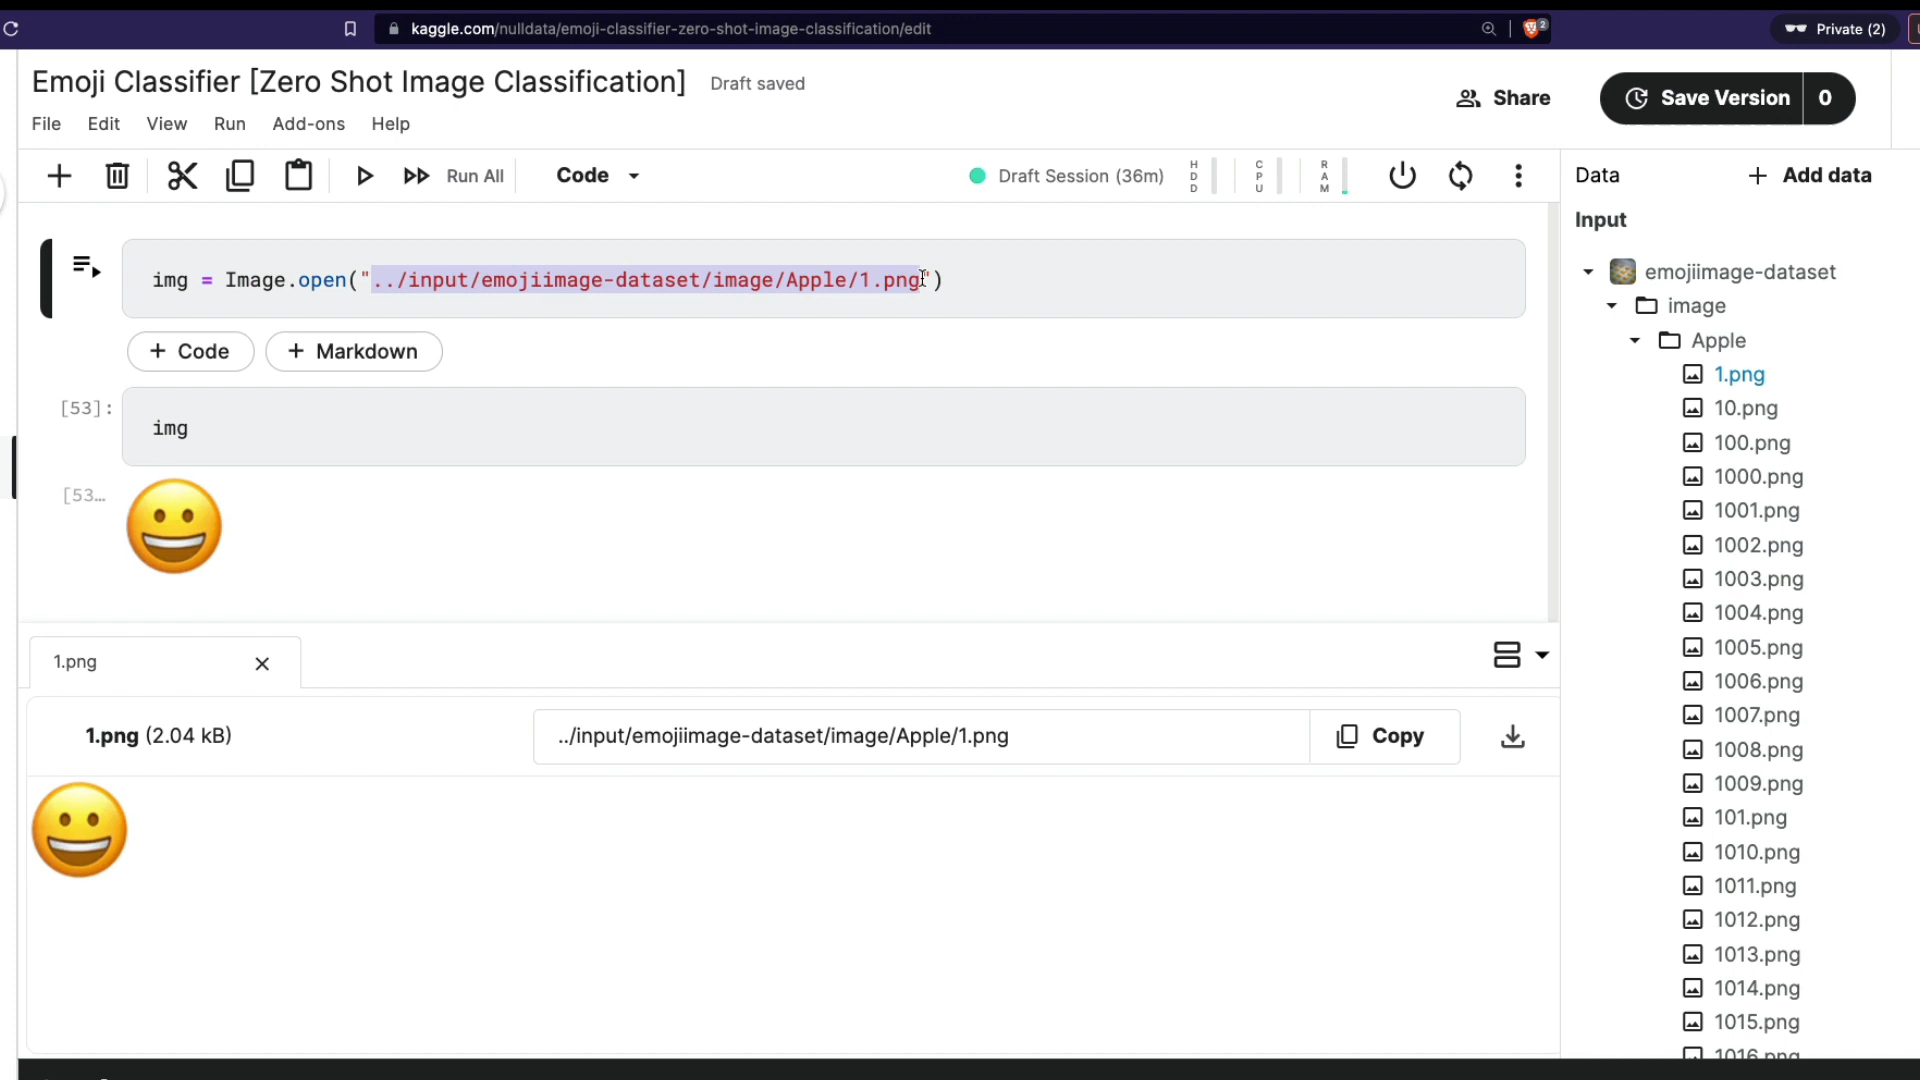 kaggle.com/nulldata/emoji-classifier-zero-shot-image-classification/edit
2
Private (2)
Emoji Classifier [Zero Shot Image Classification]
Draft saved
Share
Save Version
0
File
Edit
View
Run
Add-ons
Help
Run All
Code
Draft Session (36m)
HDD
CPU
RAM
Data
+ Add data
Input
img = Image.open("../input/emojiimage-dataset/image/Apple/1.png")
+ Code
+ Markdown
[53]:
img
[53...
emojiimage-dataset
image
Apple
1.png
10.png
100.png
1000.png
1001.png
1002.png
1003.png
1004.png
1005.png
1006.png
1007.png
1008.png
1009.png
101.png
1010.png
1011.png
1012.png
1013.png
1014.png
1015.png
1016.png
1.png
1.png (2.04 kB)
../input/emojiimage-dataset/image/Apple/1.png
Copy